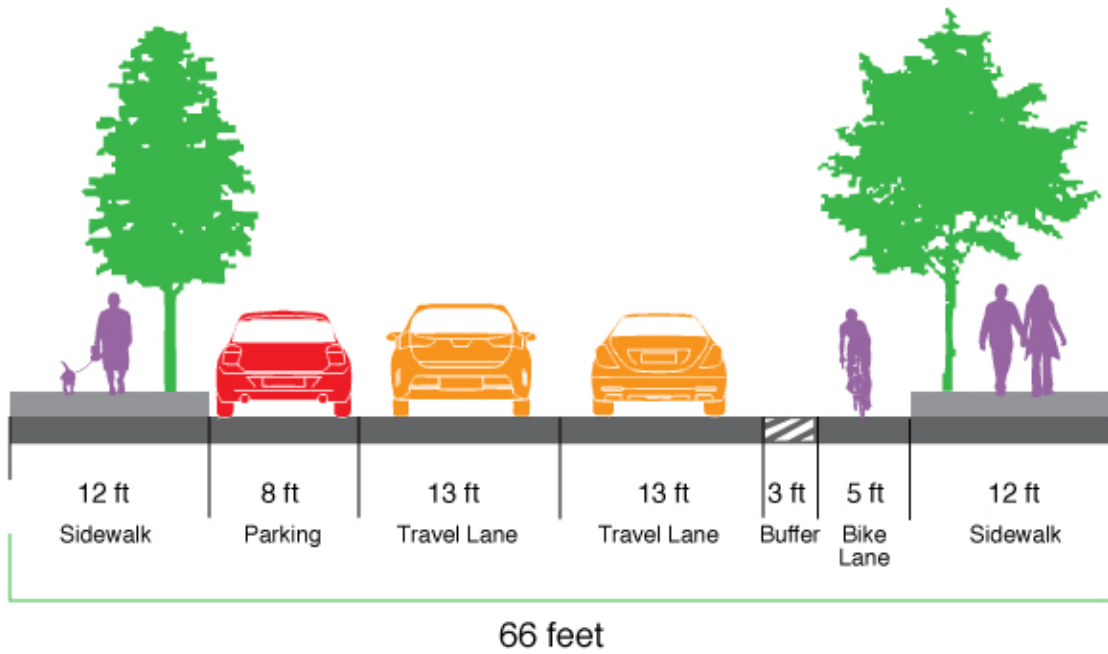 12 ft 8 ft 13 ft 13 ft 3 ft 5 ft 12 ft
Sidewalk Parking Travel Lane Travel Lane Buffer Bike Sidewalk
Lane
66 feet